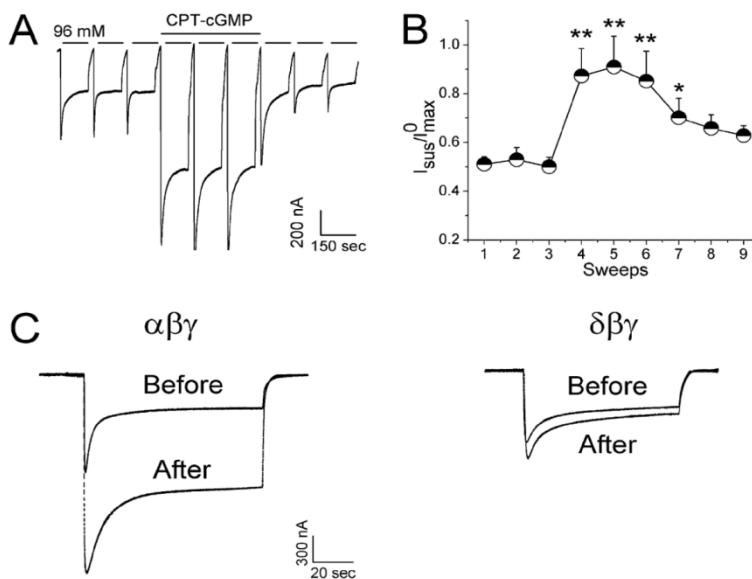 A
CPT-cGMP
96 mM
200 nA
150 sec
B
**
**
**
*
I_sus/I^0_max
1.0
0.8
0.6
0.4
0.2
1 2 3 4 5 6 7 8 9
Sweeps
C
αβγ
Before
After
300 nA
20 sec
δβγ
Before
After